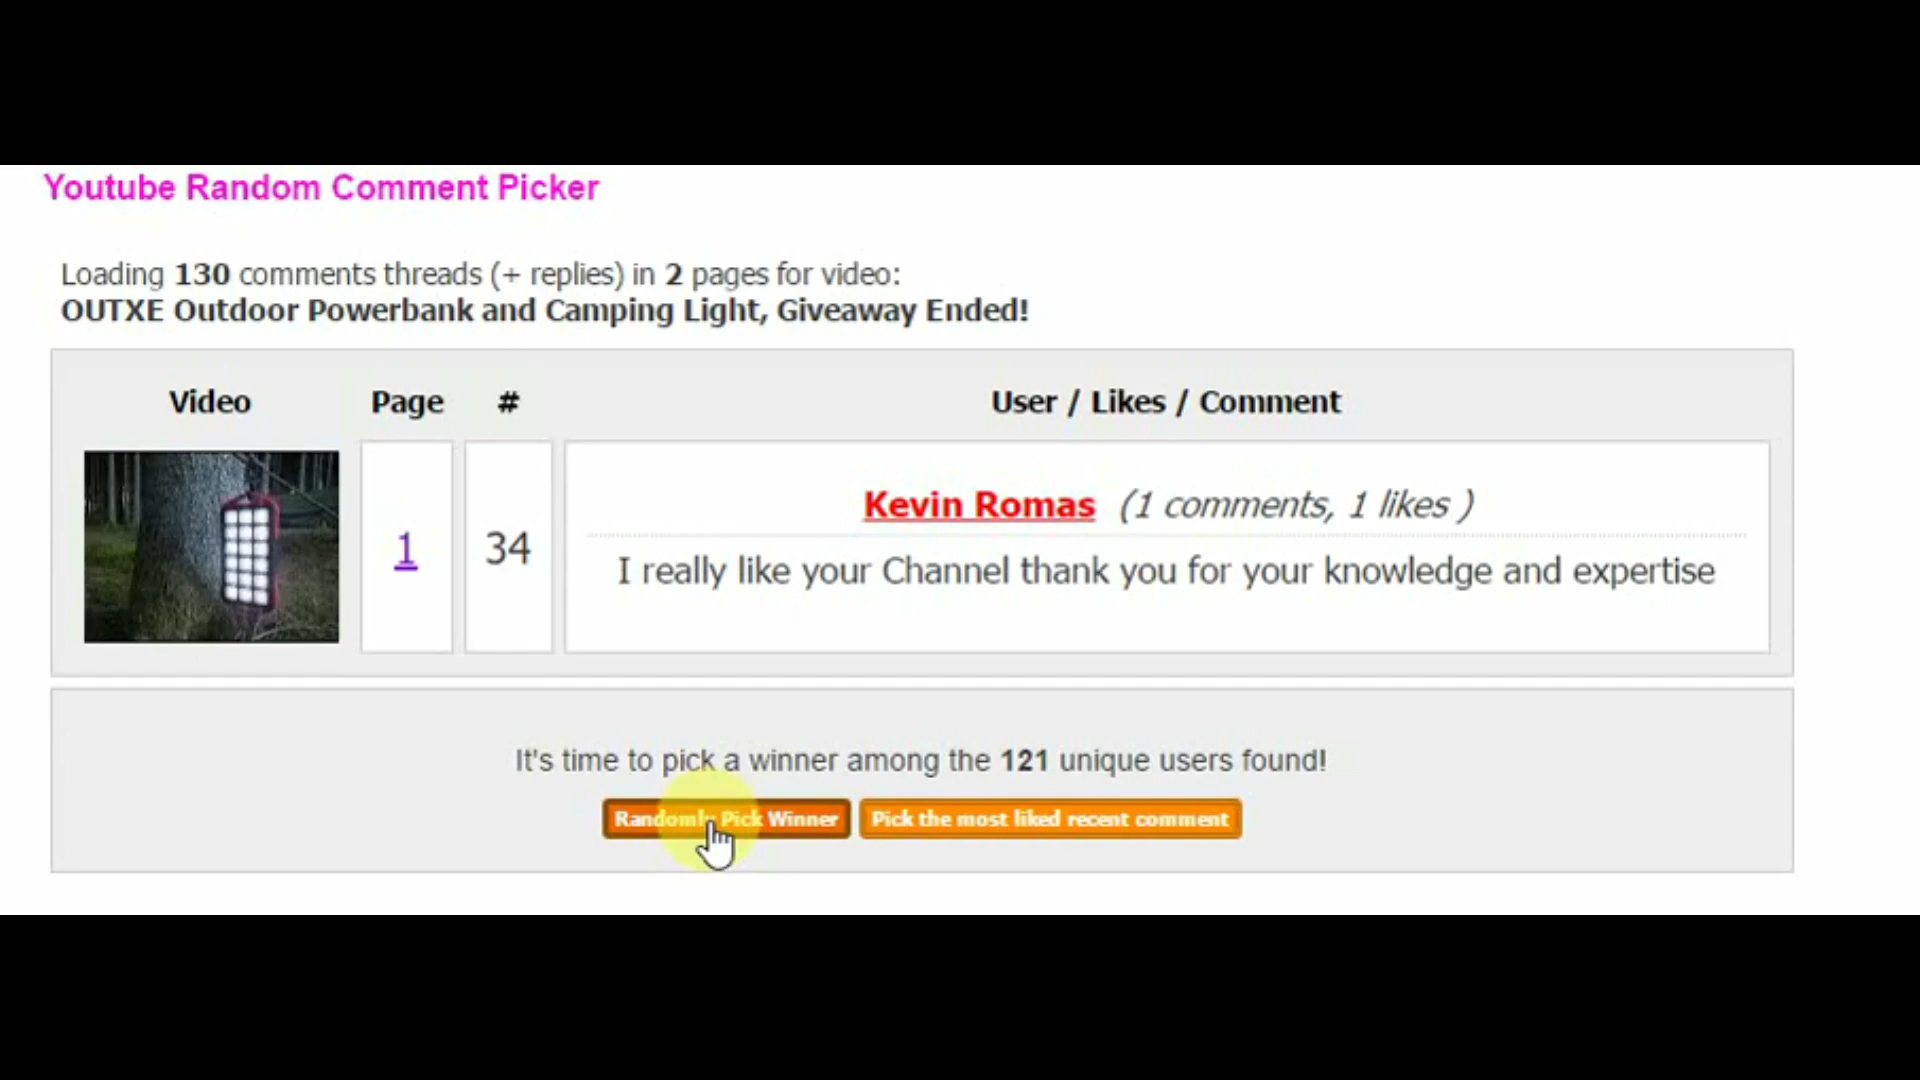 Youtube Random Comment Picker
Loading 130 comments threads (+ replies) in 2 pages for video:
OUTXE Outdoor Powerbank and Camping Light, Giveaway Ended!
Video Page # User / Likes / Comment
1 34 Kevin Romas (1 comments, 1 likes )
I really like your Channel thank you for your knowledge and expertise
It's time to pick a winner among the 121 unique users found!
Randomly Pick Winner Pick the most liked recent comment